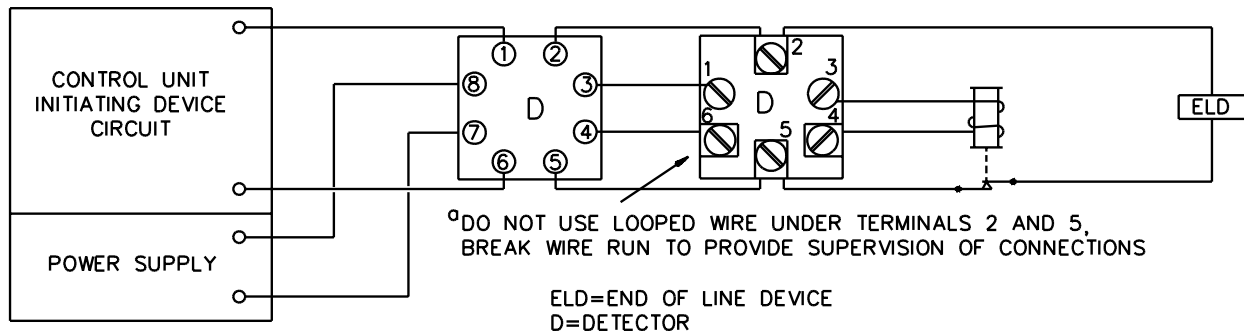 CONTROL UNIT
INITIATING DEVICE
CIRCUIT
POWER SUPPLY
1 2
8 3
D
7 4
6 5
2
1 3
D
6 4
5
ELD
aDO NOT USE LOOPED WIRE UNDER TERMINALS 2 AND 5,
BREAK WIRE RUN TO PROVIDE SUPERVISION OF CONNECTIONS
ELD=END OF LINE DEVICE
D=DETECTOR